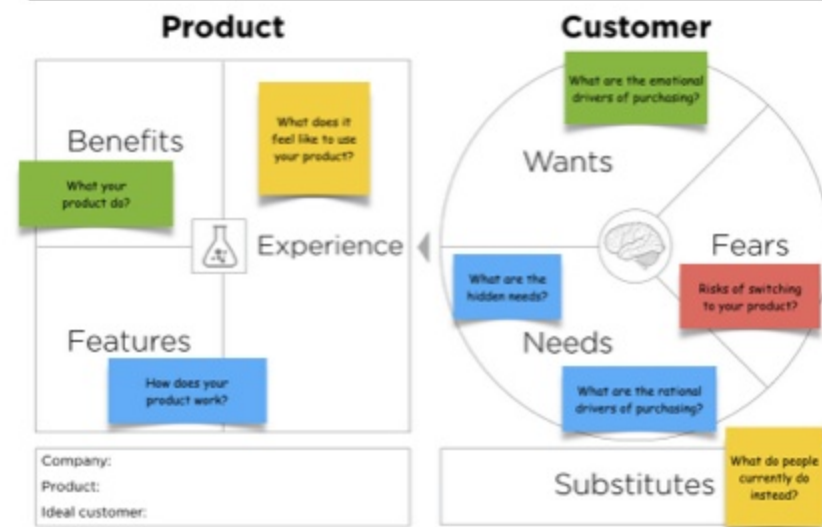 Product
Customer
Benefits
What your
product do?
What does it
feel like to use
your product?
Experience
Features
How does your
product work?
Company:
Product:
Ideal customer:
What are the emotional
drivers of purchasing?
Wants
Fears
Risks of switching
to your product?
What are the
hidden needs?
Needs
What are the rational
drivers of purchasing?
Substitutes
What do people
currently do
instead?